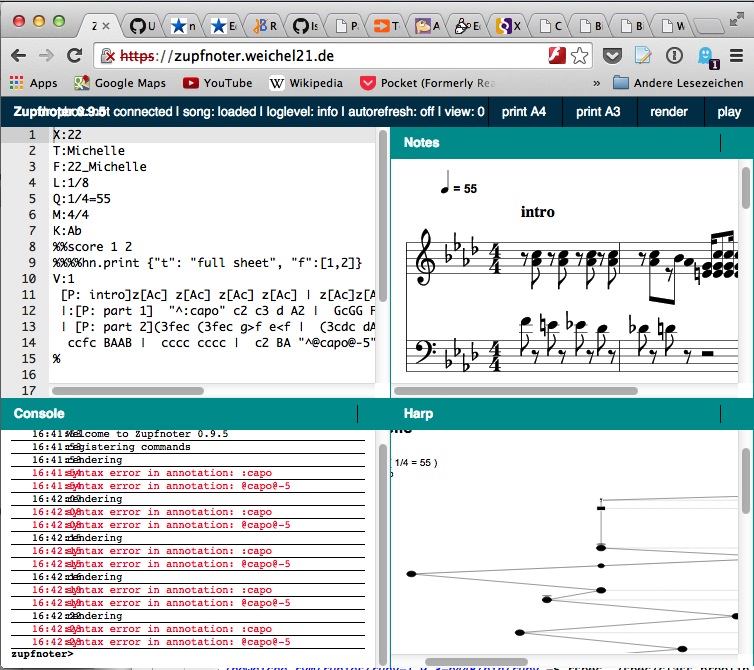 Z
U
n
E
R
Is
P
T
A
E
X
C
B
B
W
https://zupfnoter.weichel21.de
1
Apps
Google Maps
YouTube
Wikipedia
Pocket (Formerly Rea
»
Andere Lesezeichen
Zupfnoter 0.9.5 not connected | song: loaded | loglevel: info | autorefresh: off | view: 0
print A4
print A3
render
play
1 X:22
2 T:Michelle
3 F:22_Michelle
4 L:1/8
5 Q:1/4=55
6 M:4/4
7 K:Ab
8 %%score 1 2
9 %%%%hn.print {"t": "full sheet", "f":[1,2]}
10 V:1
11 [P: intro]z[Ac] z[Ac] z[Ac] z[Ac] | z[Ac]z[A
12 |:[P: part 1] "^:capo" c2 c3 d A2 | GcGG F
13 | [P: part 2](3fec (3fec g>f e<f | (3cdc dA
14 ccfc BAAB | cccc cccc | c2 BA "^@capo@-5"
15 %
16
17
Notes
= 55
intro
4
4
4
4
Console
16:41:53 Welcome to Zupfnoter 0.9.5
16:41:53 registering commands
16:41:53 rendering
16:41:54 syntax error in annotation: :capo
16:41:54 syntax error in annotation: @capo@-5
16:42:07 rendering
16:42:08 syntax error in annotation: :capo
16:42:08 syntax error in annotation: @capo@-5
16:42:15 rendering
16:42:15 syntax error in annotation: :capo
16:42:15 syntax error in annotation: @capo@-5
16:42:16 rendering
16:42:19 syntax error in annotation: :capo
16:42:19 syntax error in annotation: @capo@-5
16:42:22 rendering
16:42:23 syntax error in annotation: :capo
16:42:23 syntax error in annotation: @capo@-5
zupfnoter>
Harp
( 1/4 = 55 )